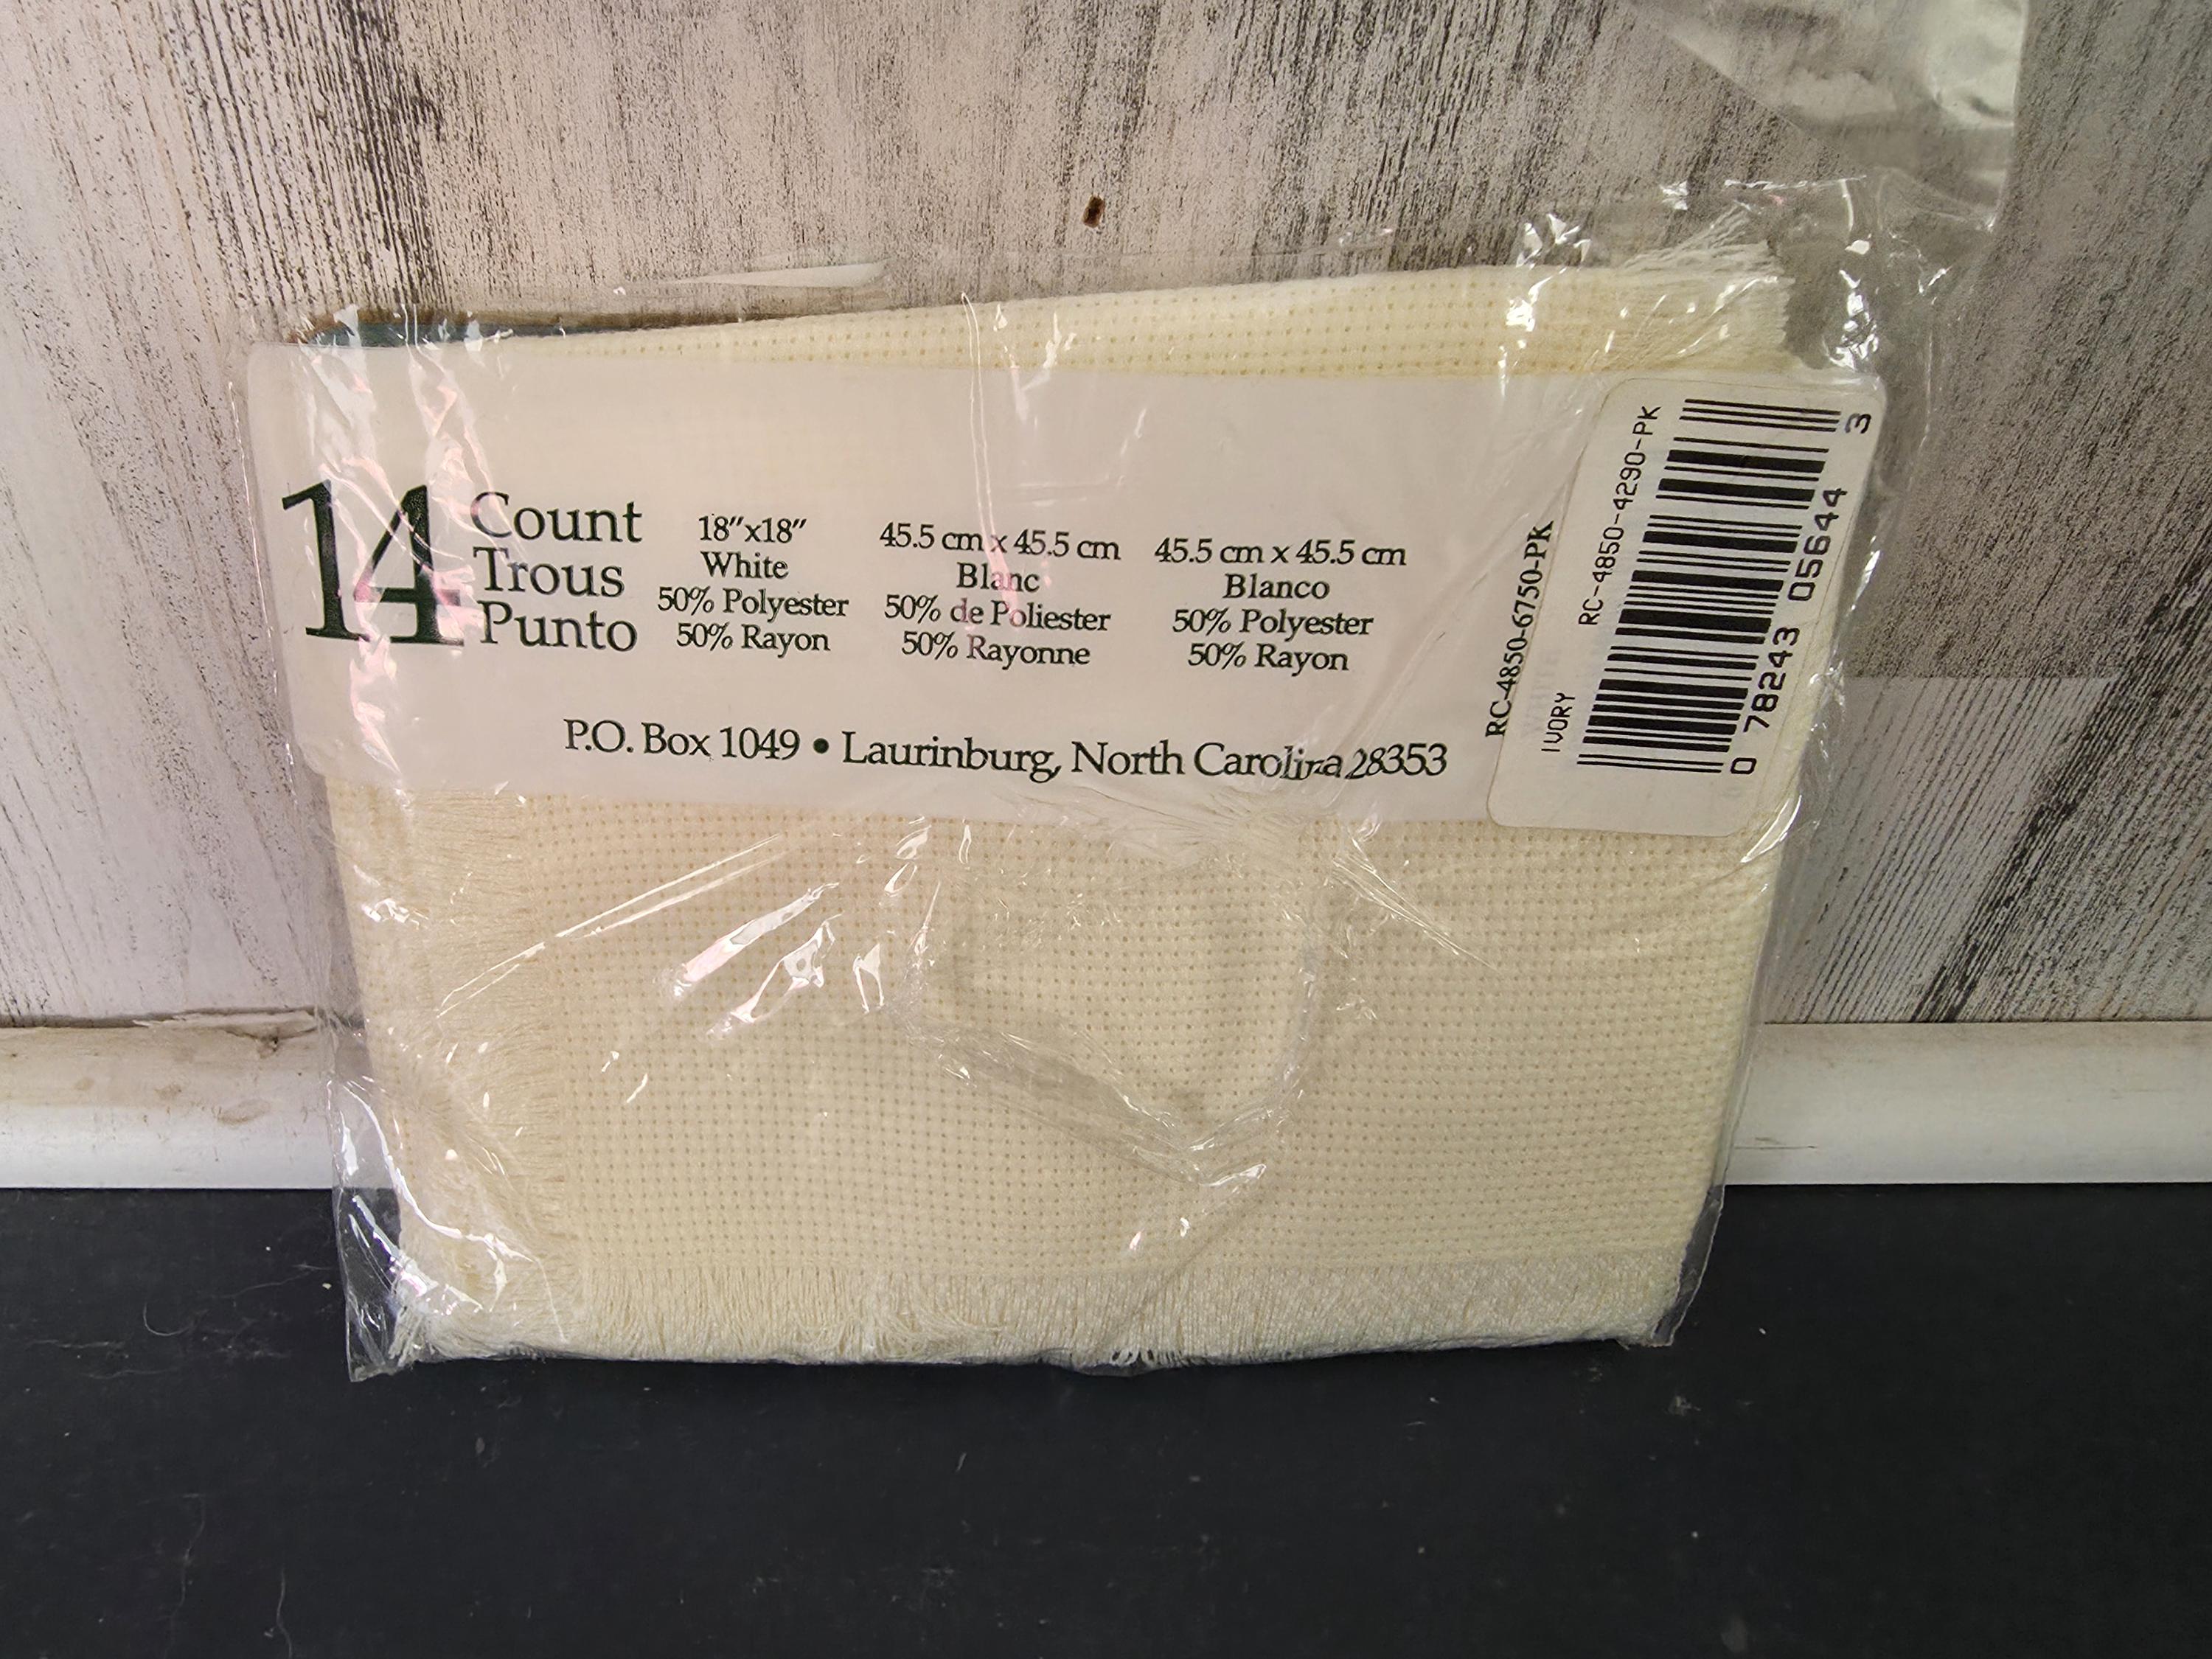 14
Count
Trous
Punto
18"x18"
White
50% Polyester
50% Rayon
45.5 cm x 45.5 cm
Blanc
50% de Poliester
50% Rayonne
45.5 cm x 45.5 cm
Blanco
50% Polyester
50% Rayon
P.O. Box 1049 • Laurinburg, North Carolina 28353
RC-4850-6750-PK
IVORY
RC-4850-4290-PK
0 78243 05644 3